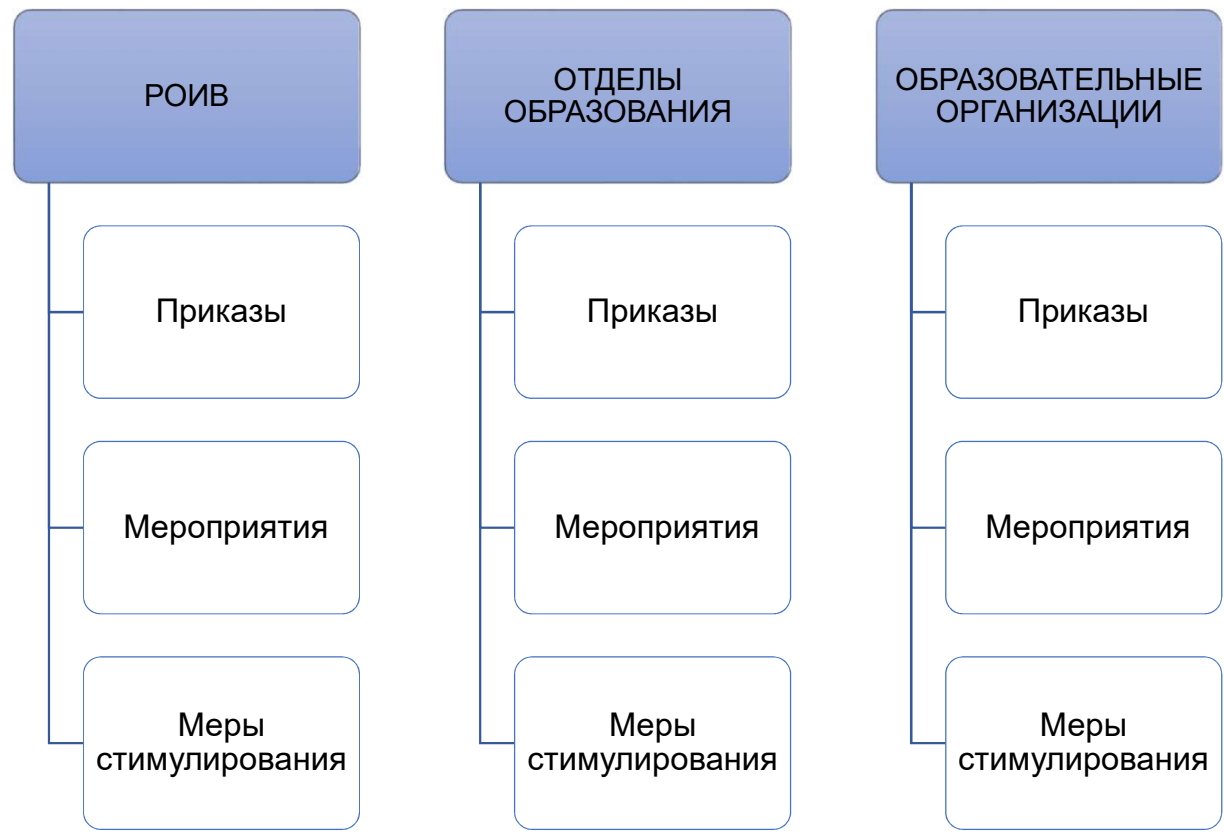 РОИВ
Приказы
Мероприятия
Меры
стимулирования
ОТДЕЛЫ
ОБРАЗОВАНИЯ
Приказы
Мероприятия
Меры
стимулирования
ОБРАЗОВАТЕЛЬНЫЕ
ОРГАНИЗАЦИИ
Приказы
Мероприятия
Меры
стимулирования